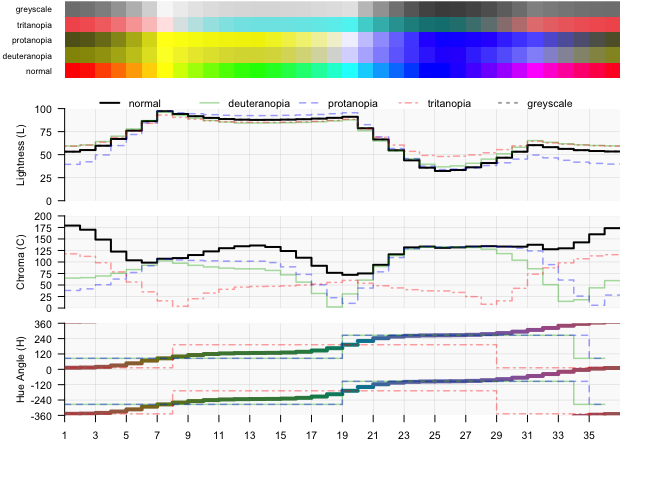 greyscale
tritanopia
protanopia
deuteranopia
normal
normal deuteranopia protanopia tritanopia greyscale
100
75
50
25
0
Lightness (L)
200
175
150
125
100
75
50
25
0
Chroma (C)
360
240
120
0
-120
-240
-360
Hue Angle (H)
1 3 5 7 9 11 13 15 17 19 21 23 25 27 29 31 33 35